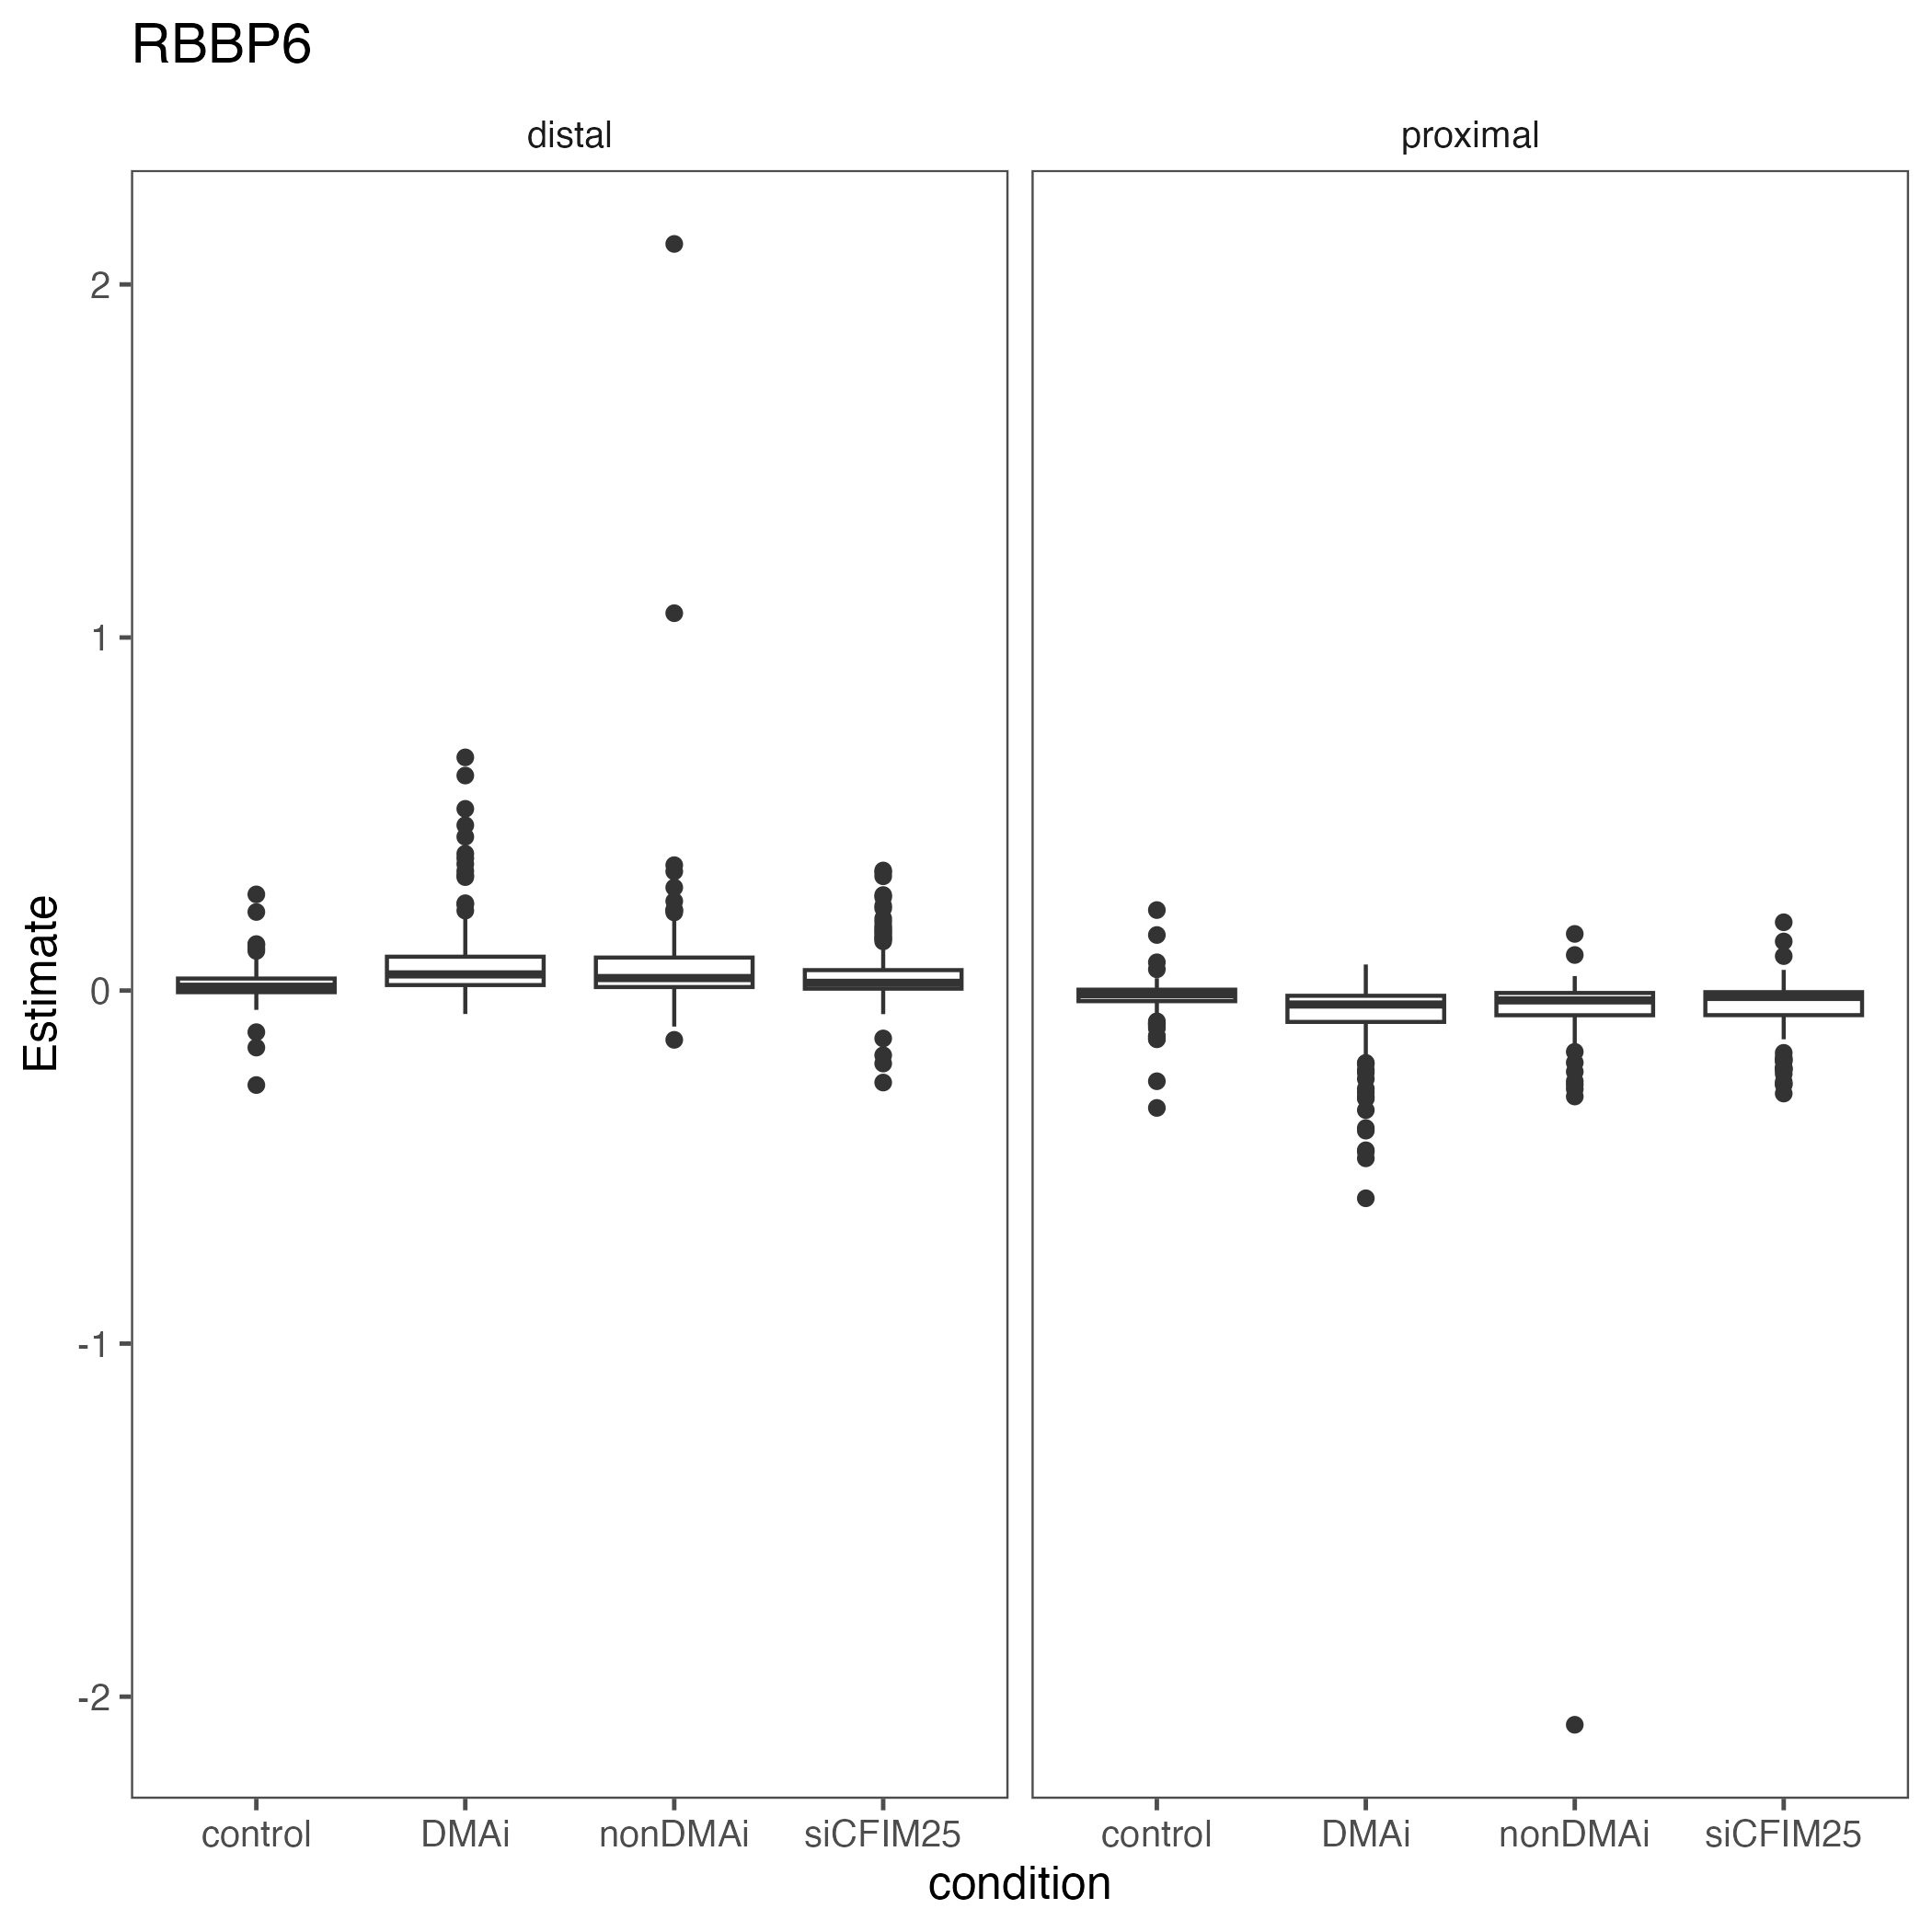 RBBP6
distal
proximal
Estimate
2
1
0
-1
-2
control
DMAi
nonDMAi
siCFIM25
control
DMAi
nonDMAi
siCFIM25
condition